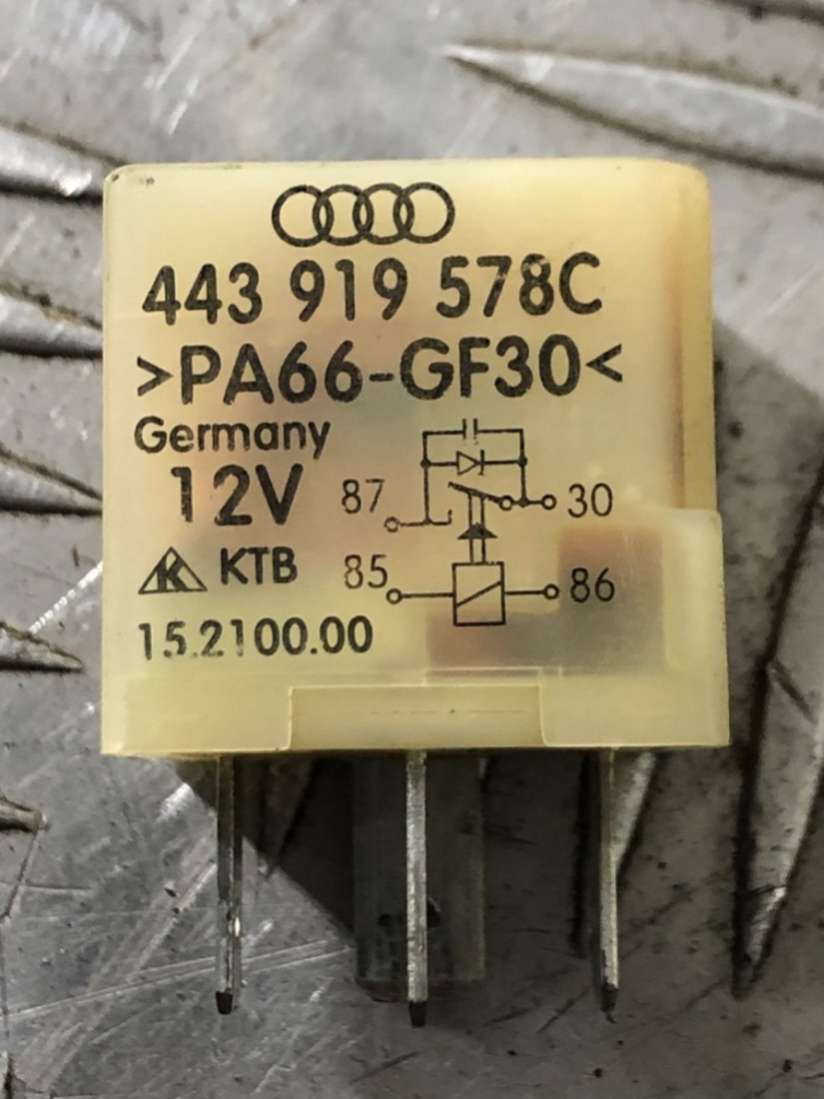 443 919 578C
>PA66-GF30<
Germany
12V
87
30
K KTB
85
86
15.2100.00